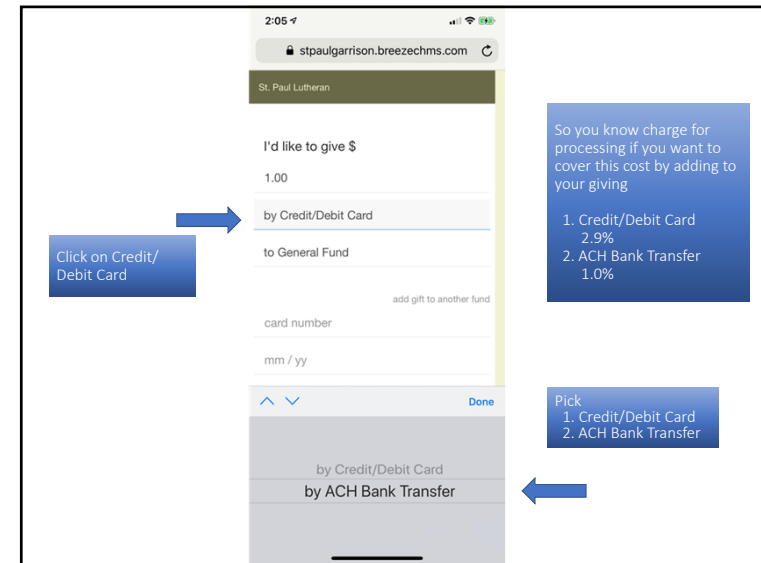 2:05
stpaulgarrison.breezechms.com
St. Paul Lutheran
I'd like to give $
1.00
by Credit/Debit Card
to General Fund
add gift to another fund
card number
mm / yy
Done
by Credit/Debit Card
by ACH Bank Transfer
Click on Credit/
Debit Card
So you know charge for
processing if you want to
cover this cost by adding to
your giving
1. Credit/Debit Card
2.9%
2. ACH Bank Transfer
1.0%
Pick
1. Credit/Debit Card
2. ACH Bank Transfer